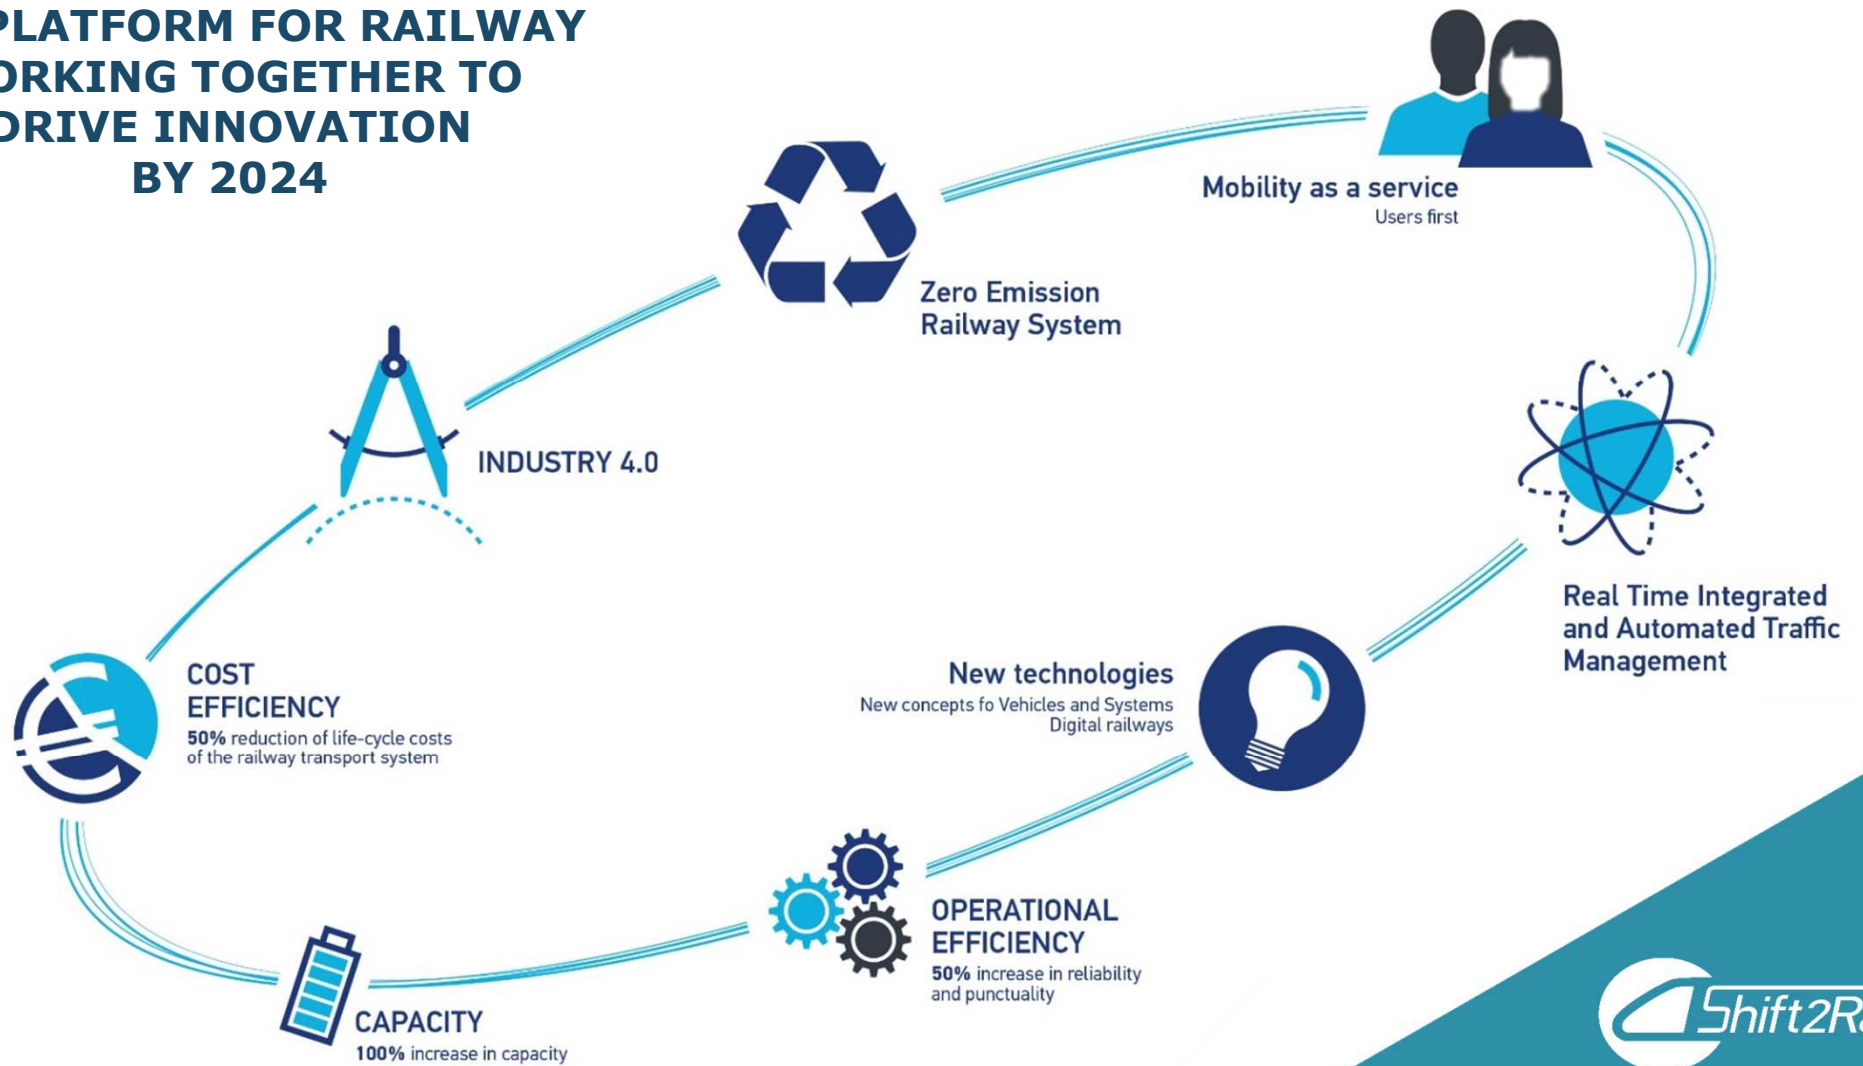 PLATFORM FOR RAILWAY
ORKING TOGETHER TO
DRIVE INNOVATION
BY 2024
Mobility as a service
Users first
Zero Emission
Railway System
INDUSTRY 4.0
Real Time Integrated
and Automated Traffic
Management
COST
EFFICIENCY
50% reduction of life-cycle costs
of the railway transport system
New technologies
New concepts fo Vehicles and Systems
Digital railways
OPERATIONAL
EFFICIENCY
50% increase in reliability
and punctuality
CAPACITY
100% increase in capacity
Shift2Ra